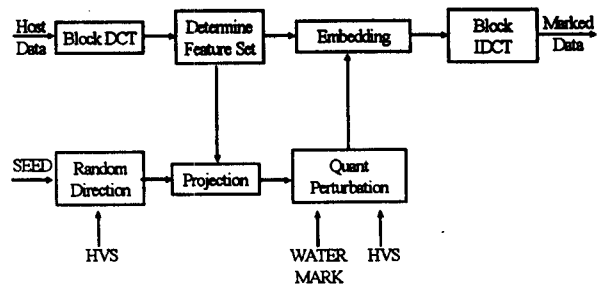 Host
Data
Block DCT
Determine
Feature Set
Embedding
Block
IDCT
Marked
Data
SEED
Random
Direction
Projection
Quant
Perturbation
HVS
WATER
MARK
HVS